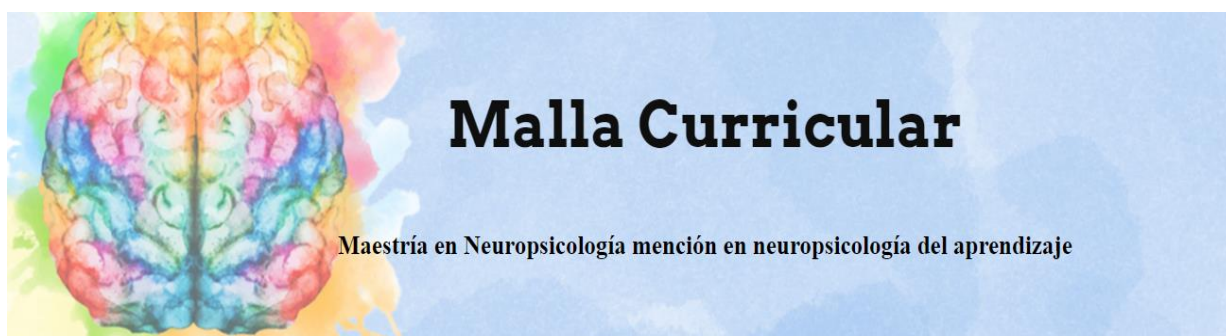 Malla Curricular
Maestría en Neuropsicología mención en neuropsicología del aprendizaje